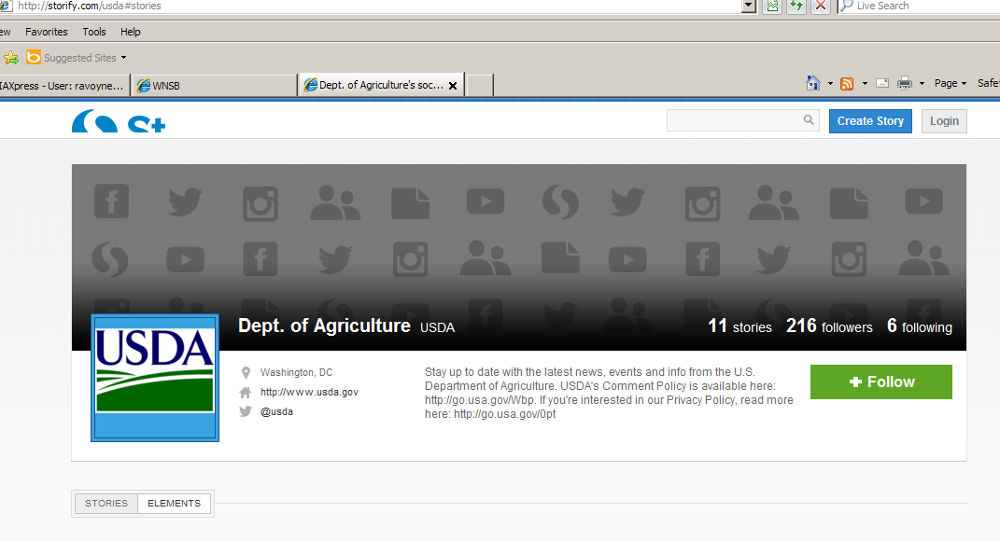 http://storify.com/usda#stories
Live Search
ew Favorites Tools Help
Suggested Sites
IAXpress - User: ravoyne... WNSB Dept. of Agriculture's soc... Page Safet
Create Story Login
USDA
Dept. of Agriculture USDA 11 stories 216 followers 6 following
Washington, DC
http://www.usda.gov
@usda
Stay up to date with the latest news, events and info from the U.S.
Department of Agriculture. USDA's Comment Policy is available here:
http://go.usa.gov/Wbp. If you're interested in our Privacy Policy, read more
here: http://go.usa.gov/0pt
Follow
STORIES ELEMENTS